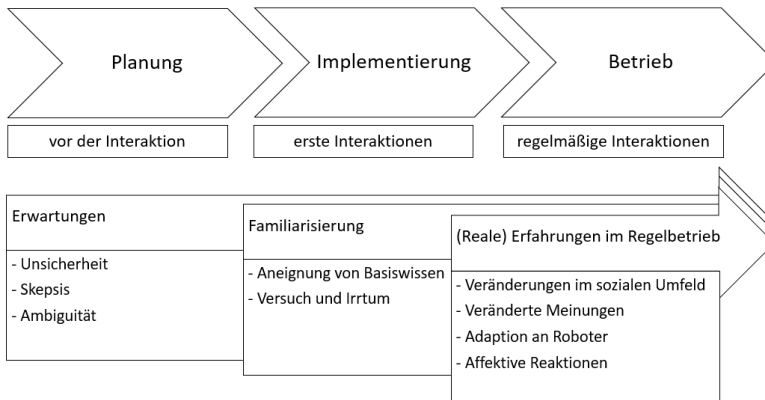 Planung
Implementierung
Betrieb
vor der Interaktion
erste Interaktionen
regelmäßige Interaktionen
Erwartungen
- Unsicherheit
- Skepsis
- Ambiguität
Familiarisierung
- Aneignung von Basiswissen
- Versuch und Irrtum
(Reale) Erfahrungen im Regelbetrieb
- Veränderungen im sozialen Umfeld
- Veränderte Meinungen
- Adaption an Roboter
- Affektive Reaktionen